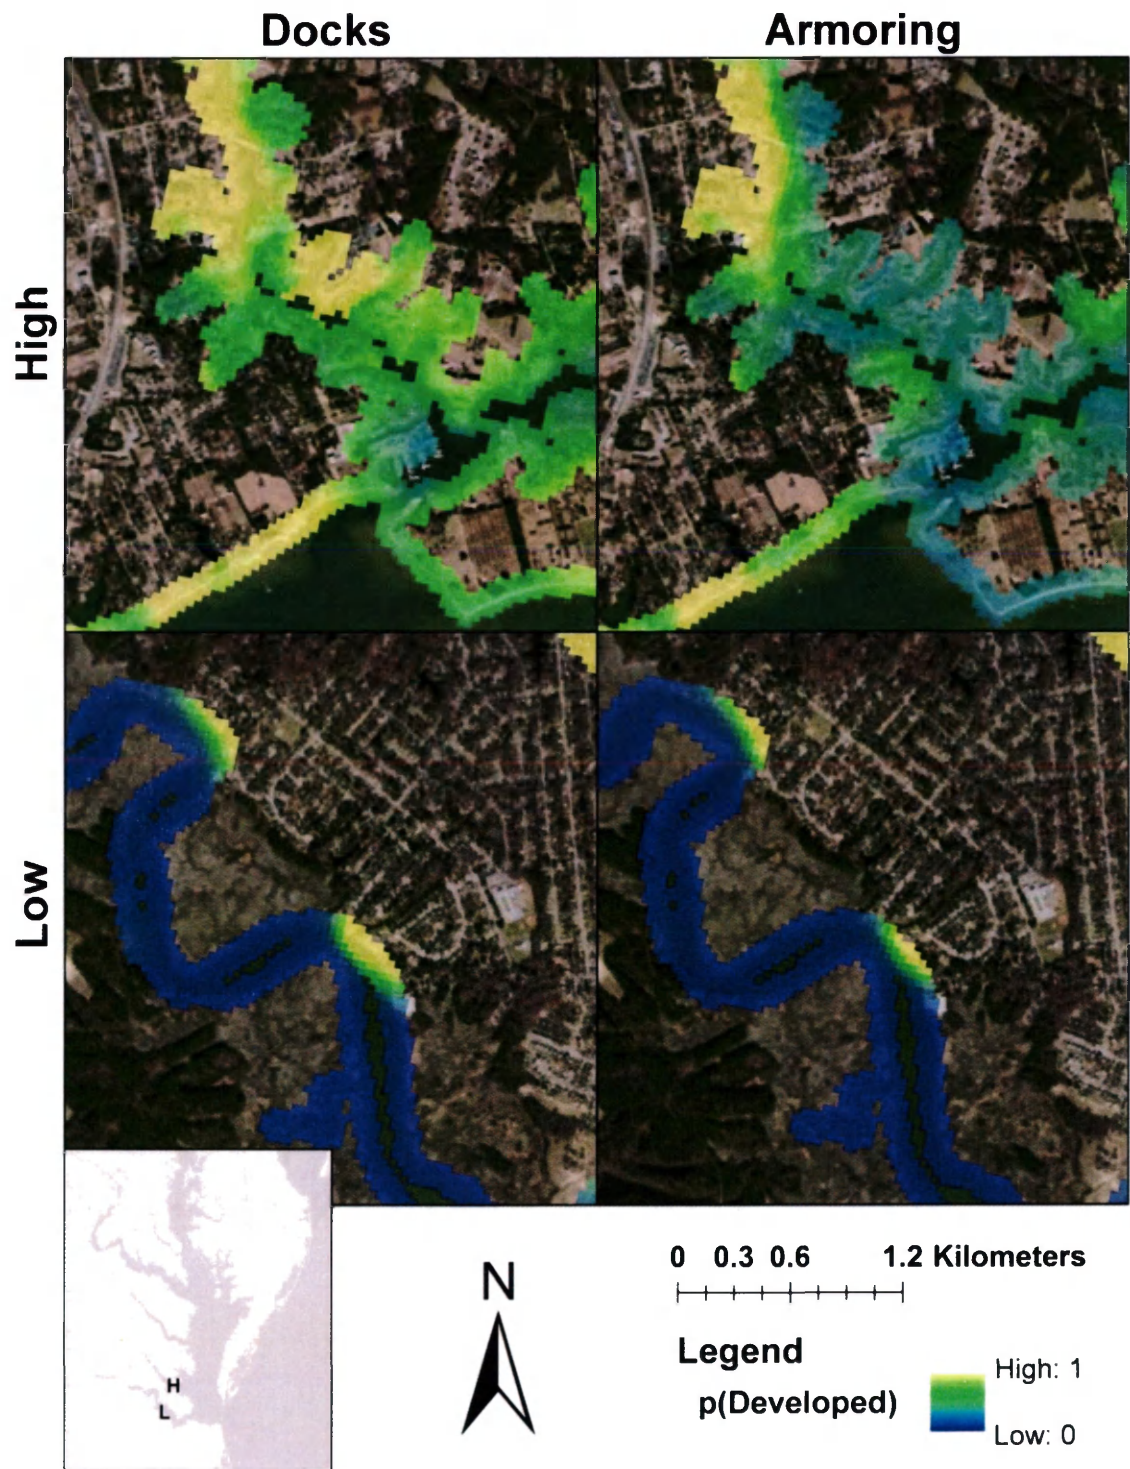 Docks
Armoring
High
Low
H
L
N
0 0.3 0.6 1.2 Kilometers
Legend
p(Developed)
High: 1
Low: 0